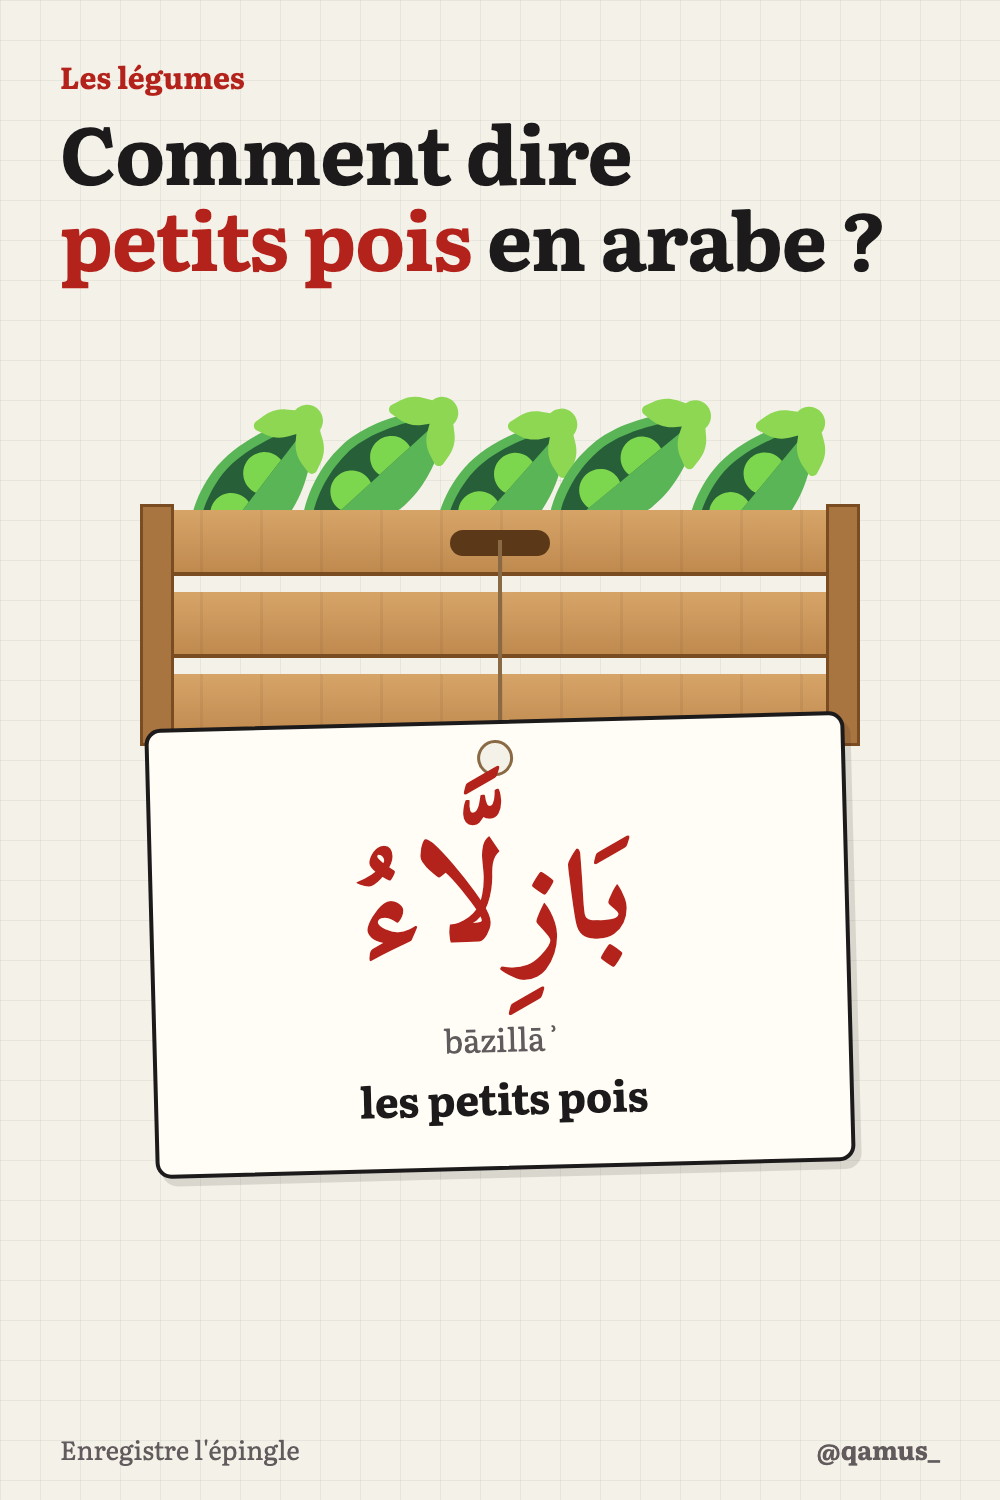 Les légumes
Comment dire
petits pois en arabe ?
بَازِلَّاءُ
bāzillāʾ
les petits pois
Enregistre l'épingle
@qamus_